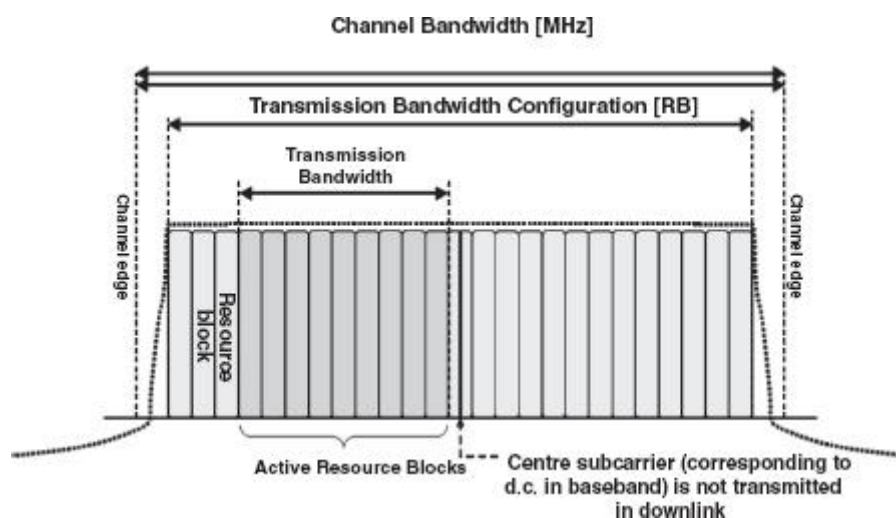 Channel Bandwidth [MHz]
Transmission Bandwidth Configuration [RB]
Transmission
Bandwidth
Channel edge
Channel edge
Resource
block
Active Resource Blocks
Centre subcarrier (corresponding to
d.c. in baseband) is not transmitted
in downlink